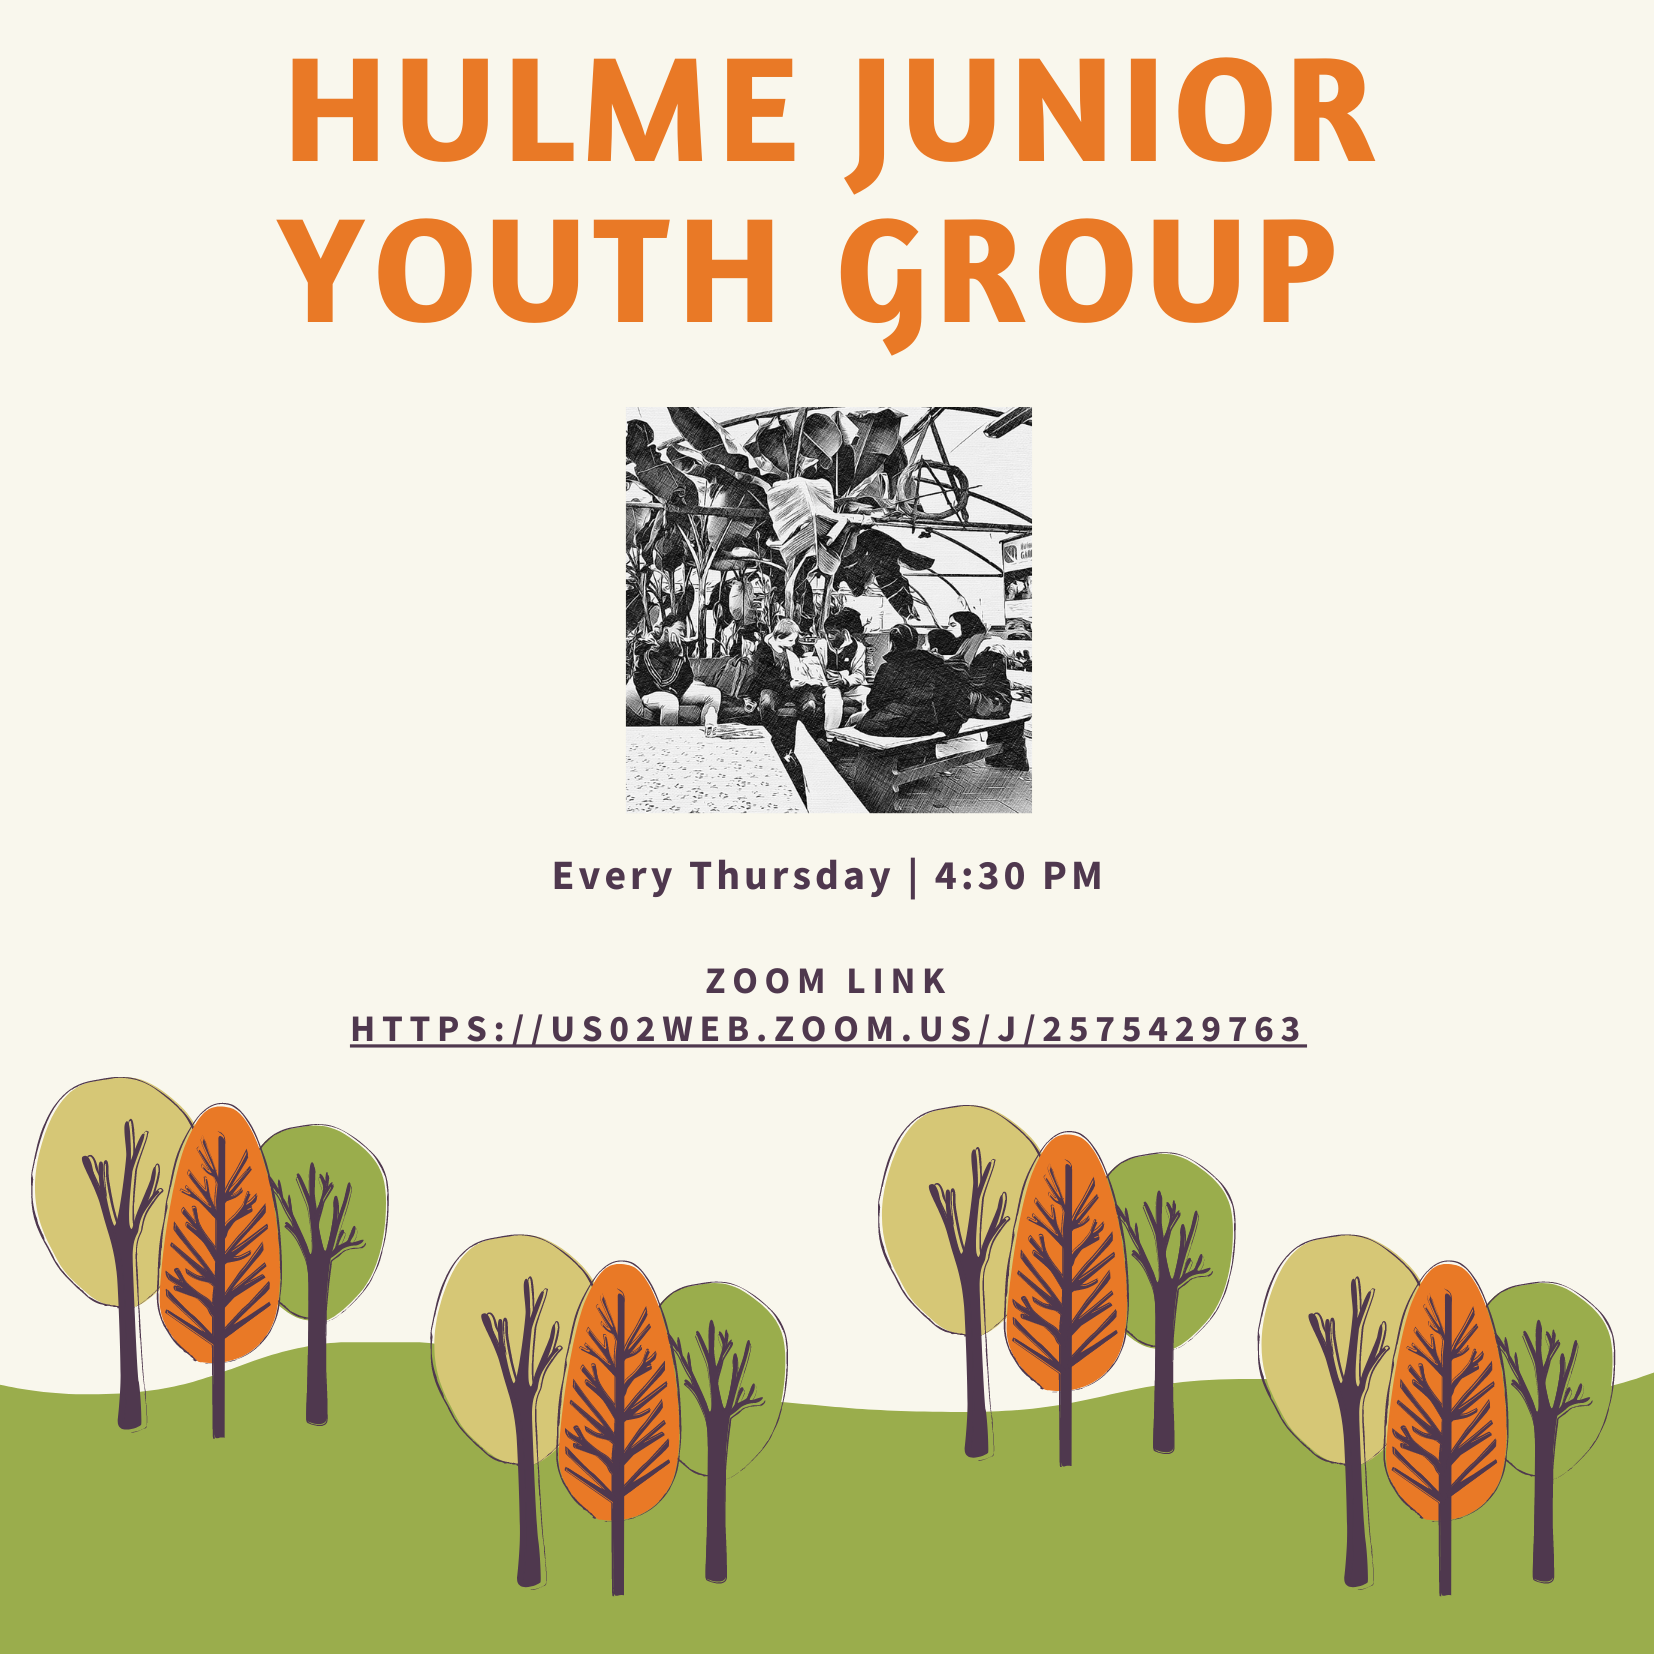 HULME JUNIOR
YOUTH GROUP
Every Thursday | 4:30 PM
ZOOM LINK
HTTPS://US02WEB.ZOOM.US/J/2575429763